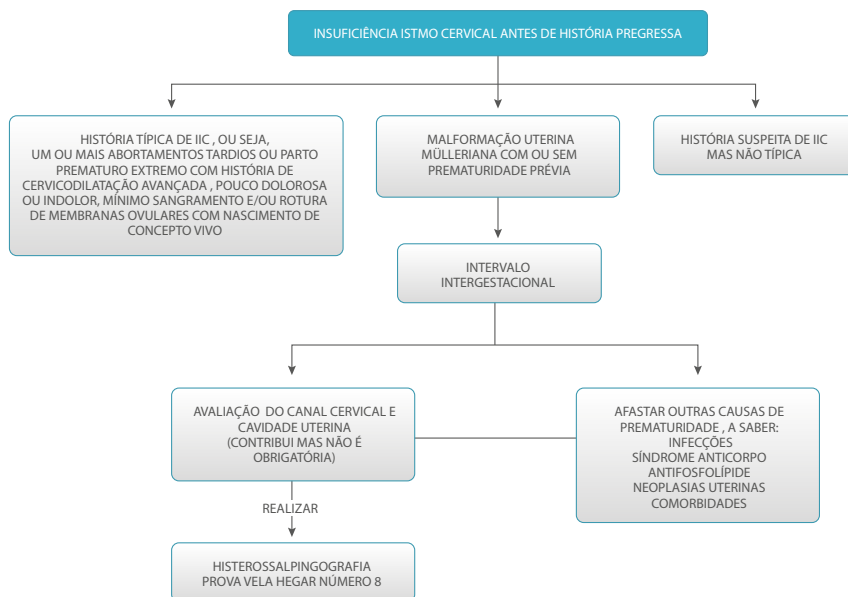 INSUFICIÊNCIA ISTMO CERVICAL ANTES DE HISTÓRIA PREGRESSA
HISTÓRIA TÍPICA DE IIC , OU SEJA,
UM OU MAIS ABORTAMENTOS TARDIOS OU PARTO
PREMATURO EXTREMO COM HISTÓRIA DE
CERVICODILATAÇÃO AVANÇADA , POUCO DOLOROSA
OU INDOLOR, MÍNIMO SANGRAMENTO E/OU ROTURA
DE MEMBRANAS OVULARES COM NASCIMENTO DE
CONCEPTO VIVO
MALFORMAÇÃO UTERINA
MÜLLERIANA COM OU SEM
PREMATURIDADE PRÉVIA
HISTÓRIA SUSPEITA DE IIC
MAS NÃO TÍPICA
INTERVALO
INTERGESTACIONAL
AVALIAÇÃO DO CANAL CERVICAL E
CAVIDADE UTERINA
(CONTRIBUI MAS NÃO É
OBRIGATÓRIA)
AFASTAR OUTRAS CAUSAS DE
PREMATURIDADE , A SABER:
INFECÇÕES
SÍNDROME ANTICORPO
ANTIFOSFOLÍPIDE
NEOPLASIAS UTERINAS
COMORBIDADES
REALIZAR
HISTEROSSALPINGOGRAFIA
PROVA VELA HEGAR NÚMERO 8